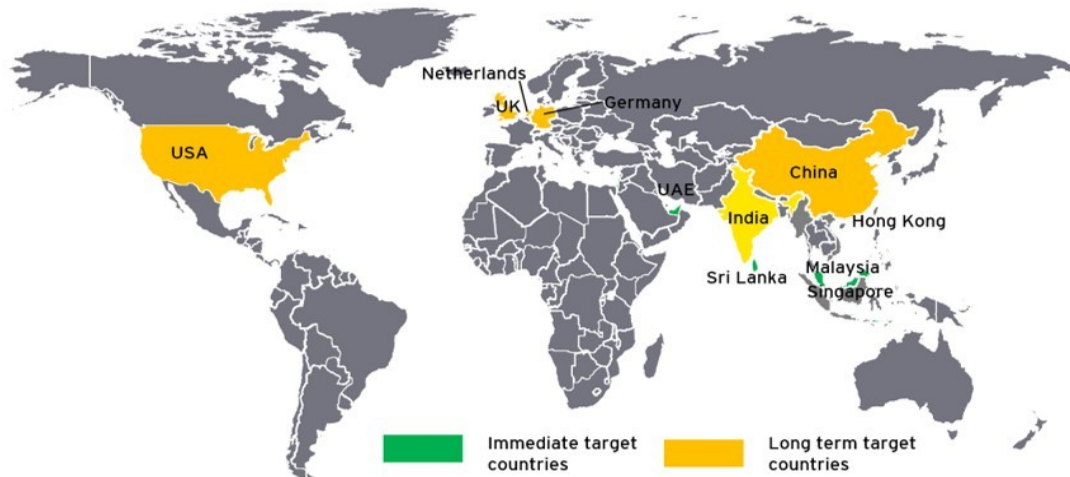 Netherlands
UK
Germany
USA
China
UAE
India
Hong Kong
Sri Lanka
Malaysia
Singapore
Immediate target
countries
Long term target
countries